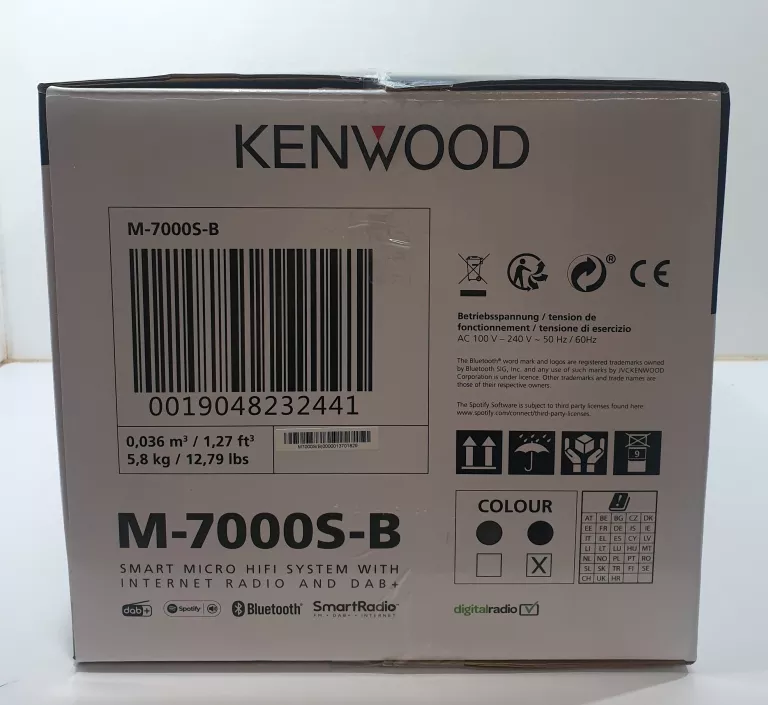 KENWOOD
M-7000S-B
0019048232441
0,036 m³ / 1,27 ft³
5,8 kg / 12,79 lbs
M-7000S-B
SMART MICRO HIFI SYSTEM WITH
INTERNET RADIO AND DAB+
dab+
Spotify
Bluetooth®
SmartRadio™
FM • DAB+ • INTERNET
®
CE
Betriebsspannung / tension de
fonctionnement / tensione di esercizio
AC 100 V ~ 240 V ~ 50 Hz / 60Hz
The Bluetooth® word mark and logos are registered trademarks owned
by Bluetooth SIG, Inc. and any use of such marks by JVCKENWOOD
Corporation is under licence. Other trademarks and trade names are
those of their respective owners.
The Spotify Software is subject to third party licenses found here:
www.spotify.com/connect/third-party-licenses.
9
COLOUR
X
AT BE BG CZ DK
EE FR DE IS IE
IT EL ES CY LV
LI LT LU HU MT
NL NO PL PT RO
SL SK TR FI SE
CH UK HR
digitalradio